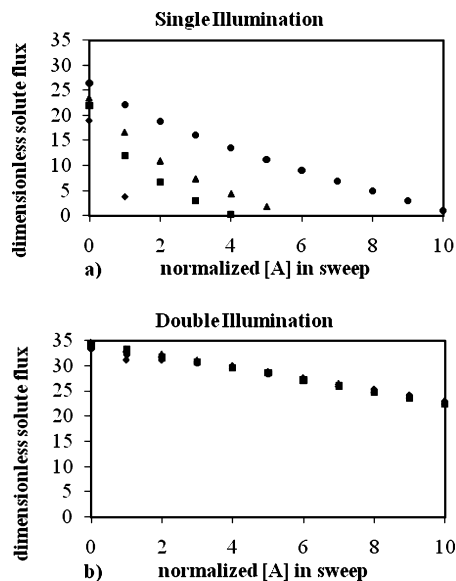 Single Illumination
dimensionless solute flux
35
30
25
20
15
10
5
0
0 2 4 6 8 10
a) normalized [A] in sweep
Double Illumination
dimensionless solute flux
35
30
25
20
15
10
5
0
0 2 4 6 8 10
b) normalized [A] in sweep